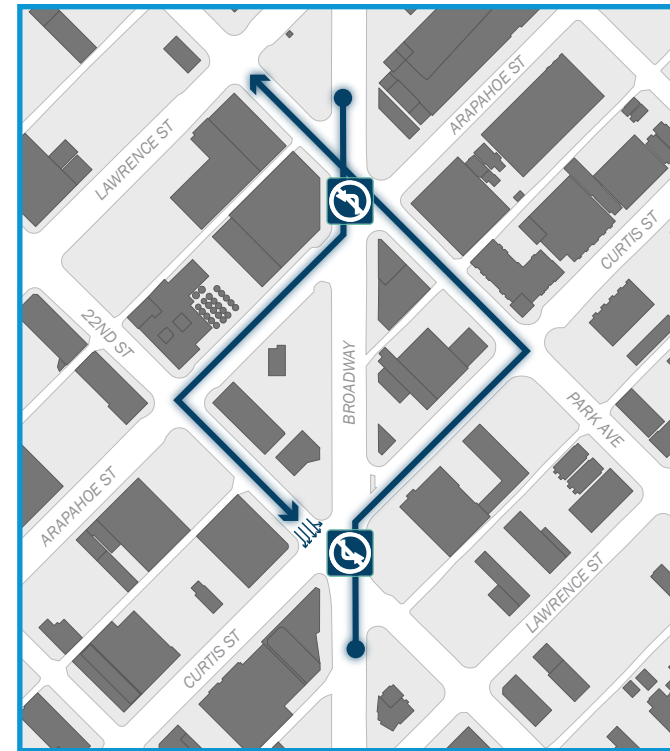 ARAPAHOE ST
LAWRENCE ST
CURTIS ST
22ND ST
BROADWAY
PARK AVE
ARAPAHOE ST
LAWRENCE ST
CURTIS ST